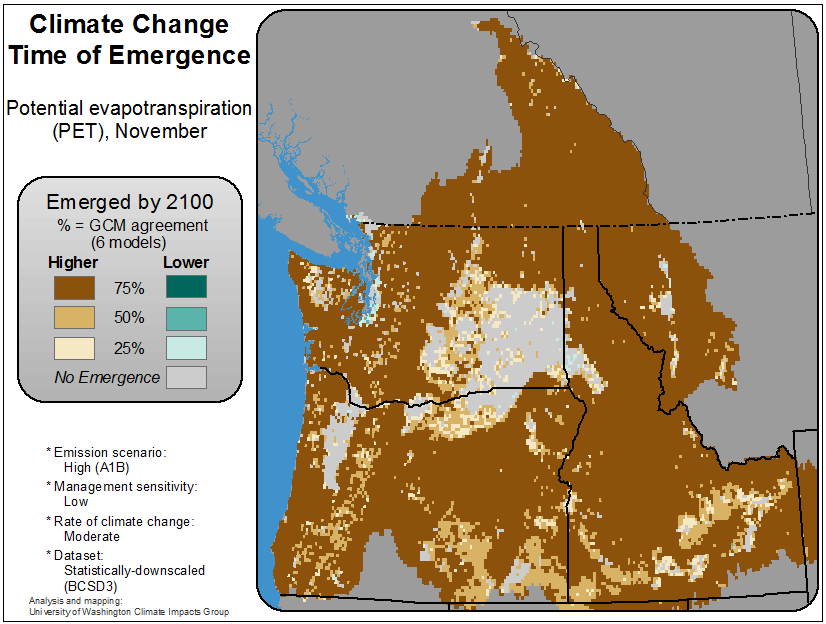 Climate Change
Time of Emergence
Potential evapotranspiration
(PET), November
Emerged by 2100
% = GCM agreement
(6 models)
Higher Lower
75%
50%
25%
No Emergence
* Emission scenario:
High (A1B)
* Management sensitivity:
Low
* Rate of climate change:
Moderate
* Dataset:
Statistically-downscaled
(BCSD3)
Analysis and mapping:
University of Washington Climate Impacts Group